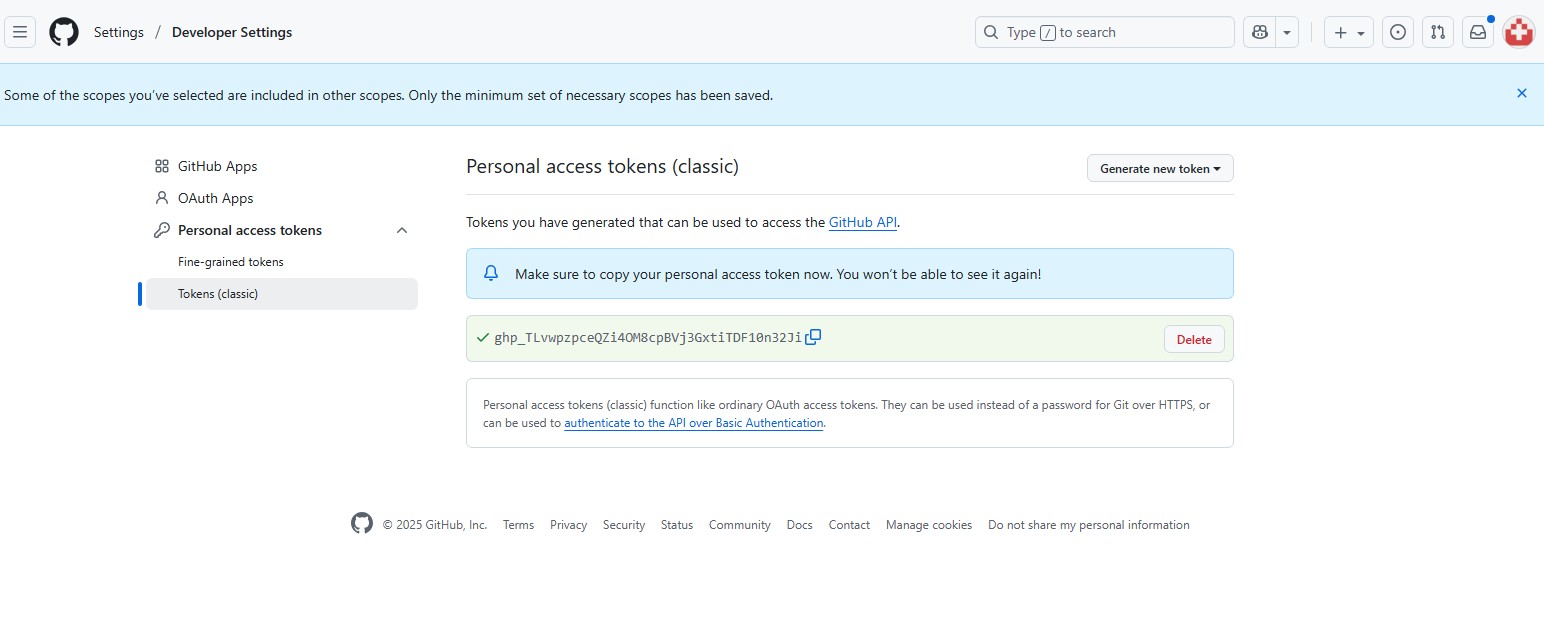 Settings / Developer Settings
Type / to search
Some of the scopes you've selected are included in other scopes. Only the minimum set of necessary scopes has been saved.
GitHub Apps
OAuth Apps
Personal access tokens
Fine-grained tokens
Tokens (classic)
Personal access tokens (classic)
Generate new token
Tokens you have generated that can be used to access the GitHub API.
Make sure to copy your personal access token now. You won't be able to see it again!
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
Delete
Personal access tokens (classic) function like ordinary OAuth access tokens. They can be used instead of a password for Git over HTTPS, or
can be used to authenticate to the API over Basic Authentication.
© 2025 GitHub, Inc. Terms Privacy Security Status Community Docs Contact Manage cookies Do not share my personal information